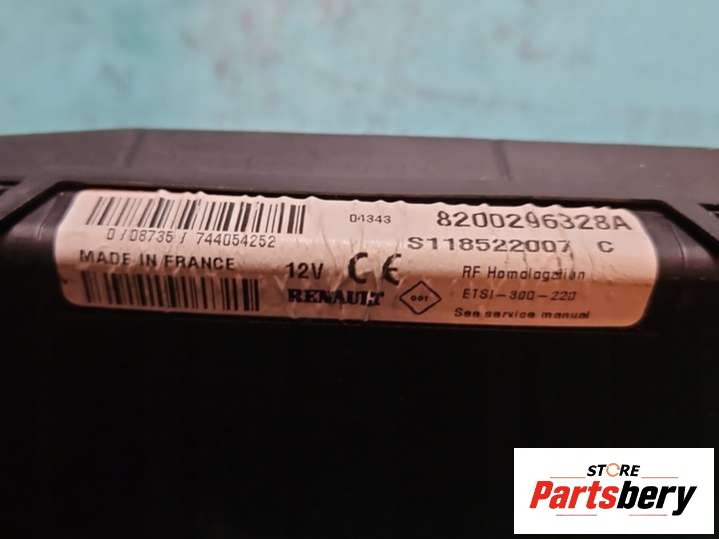 04343 8200296328A
0 / 08735 / 744054252 S118522007 C
MADE IN FRANCE 12V CE RF Homologation
RENAULT 001 ETSI-300-220
See service manual
STORE
Partsbery